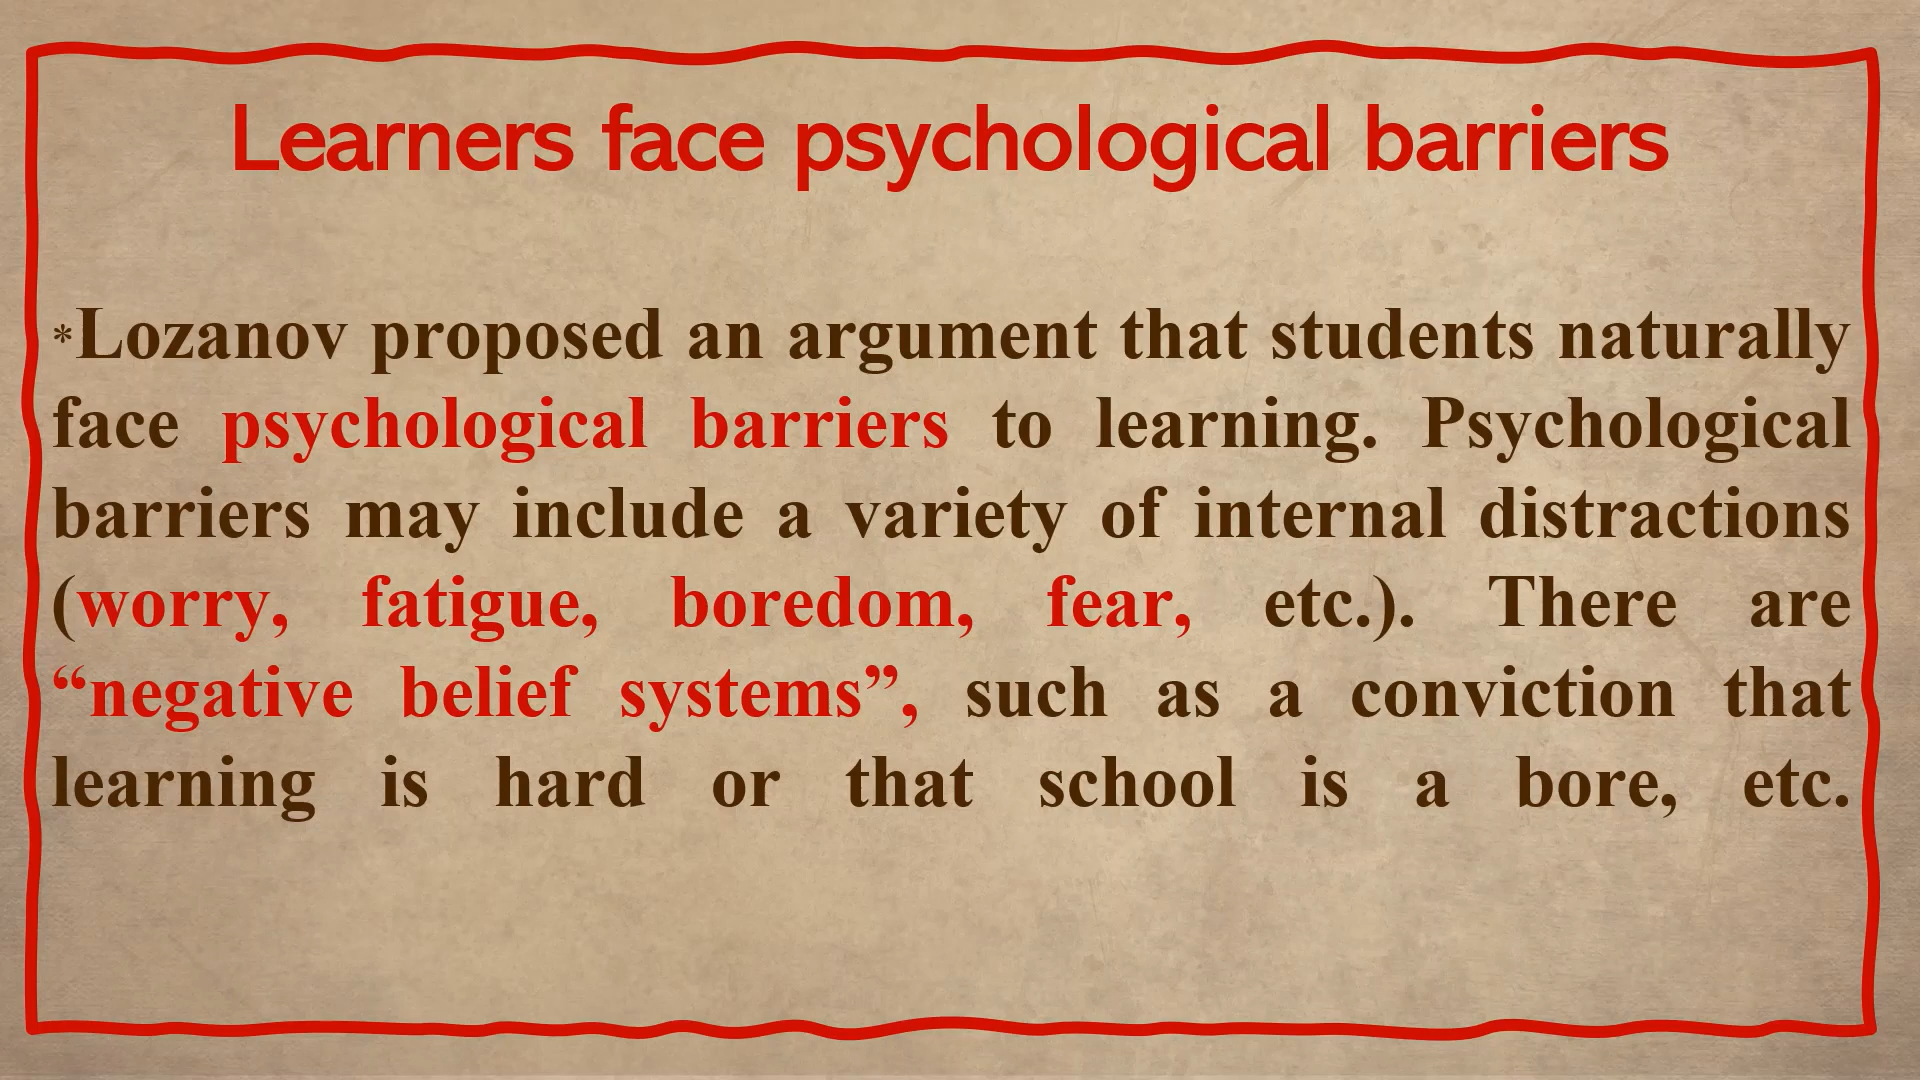 Learners face psychological barriers
*Lozanov proposed an argument that students naturally
face psychological barriers to learning. Psychological
barriers may include a variety of internal distractions
(worry, fatigue, boredom, fear, etc.). There are
“negative belief systems”, such as a conviction that
learning is hard or that school is a bore, etc.